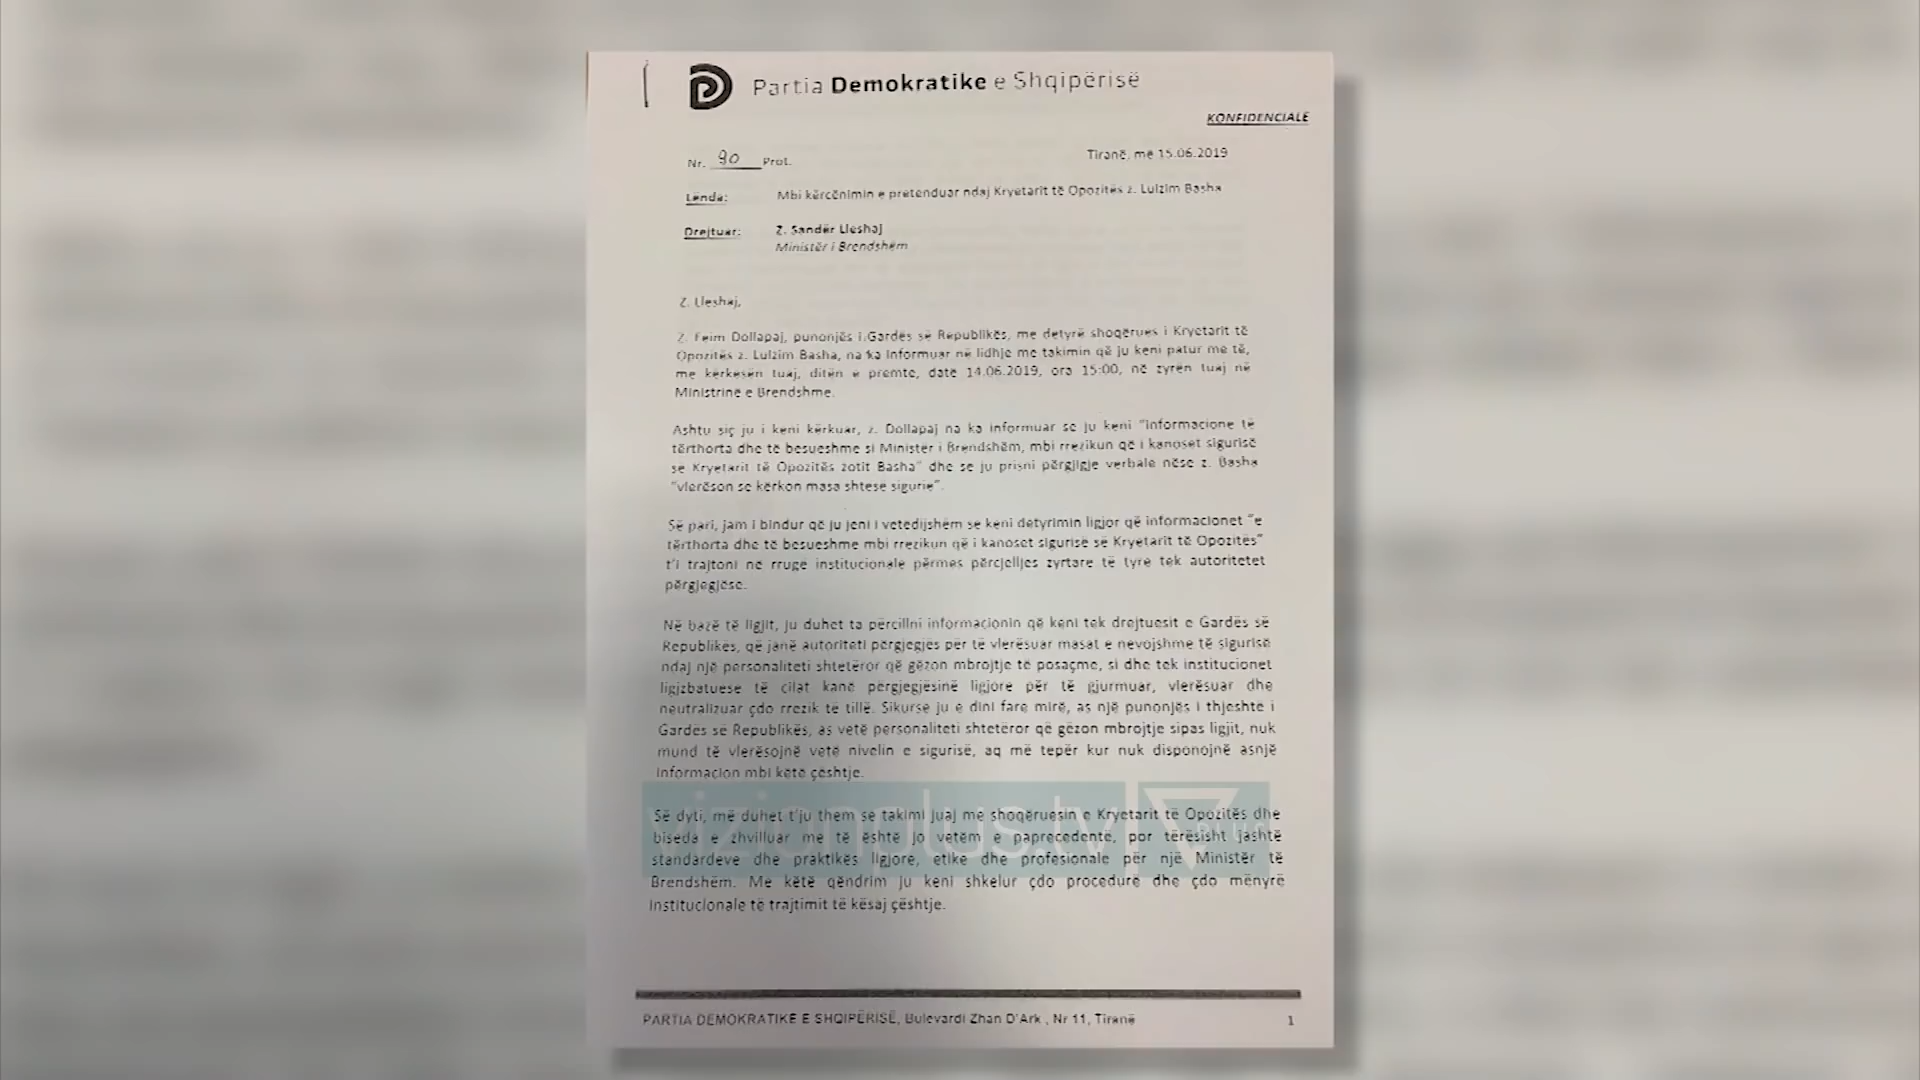 Partia Demokratike e Shqipërisë
KONFIDENCIALE
Nr. 90 Prot.
Tiranë, më 15.06.2019
Lënda: Mbi kërcënimin e pretenduar ndaj Kryetarit të Opozitës z. Lulzim Basha
Drejtuar: Z. Sandër Lleshaj
Ministër i Brendshëm
Z. Lleshaj,
Z. Feim Dollapaj, punonjës i Gardës së Republikës, me detyrë shoqërues i Kryetarit të
Opozitës z. Lulzim Basha, na ka informuar në lidhje me takimin që ju keni patur me të,
me kërkesën tuaj, ditën e premte, datë 14.06.2019, ora 15:00, në zyrën tuaj në
Ministrinë e Brendshme.
Ashtu siç ju i keni kërkuar, z. Dollapaj na ka informuar se ju keni "informacione të
tërthorta dhe të besueshme si Ministër i Brendshëm, mbi rrezikun që i kanoset sigurisë
së Kryetarit të Opozitës zotit Basha" dhe se ju prisni përgjigje verbale nëse z. Basha
"vlerëson se kërkon masa shtesë sigurie".
Së pari, jam i bindur që ju jeni i vetëdijshëm se keni detyrimin ligjor që informacionet "e
tërthorta dhe të besueshme mbi rrezikun që i kanoset sigurisë së Kryetarit të Opozitës"
t'i trajtoni në rrugë institucionale përmes përcjelljes zyrtare të tyre tek autoritetet
përgjegjëse.
Në bazë të ligjit, ju duhet ta përcillni informacionin që keni tek drejtuesit e Gardës së
Republikës, që janë autoriteti përgjegjës për të vlerësuar masat e nevojshme të sigurisë
ndaj një personaliteti shtetëror që gëzon mbrojtje të posaçme, si dhe tek institucionet
ligjzbatuese të cilat kanë përgjegjësinë ligjore për të gjurmuar, vlerësuar dhe
neutralizuar çdo rrezik të tillë. Sikurse ju e dini fare mirë, as një punonjës i thjeshtë i
Gardës së Republikës, as vetë personaliteti shtetëror që gëzon mbrojtje sipas ligjit, nuk
mund të vlerësojnë vetë nivelin e sigurisë, aq më tepër kur nuk disponojnë asnjë
informacion mbi këtë çështje.
Së dyti, më duhet t'ju them se takimi juaj me shoqëruesin e Kryetarit të Opozitës dhe
biseda e zhvilluar me të është jo vetëm e paprecedentë, por tërësisht jashtë
standardeve dhe praktikës ligjore, etike dhe profesionale për një Ministër të
Brendshëm. Me këtë qëndrim ju keni shkelur çdo procedurë dhe çdo mënyrë
institucionale të trajtimit të kësaj çështje.
vizionplus.tv
PARTIA DEMOKRATIKE E SHQIPËRISË, Bulevardi Zhan D'Ark , Nr 11, Tiranë 1